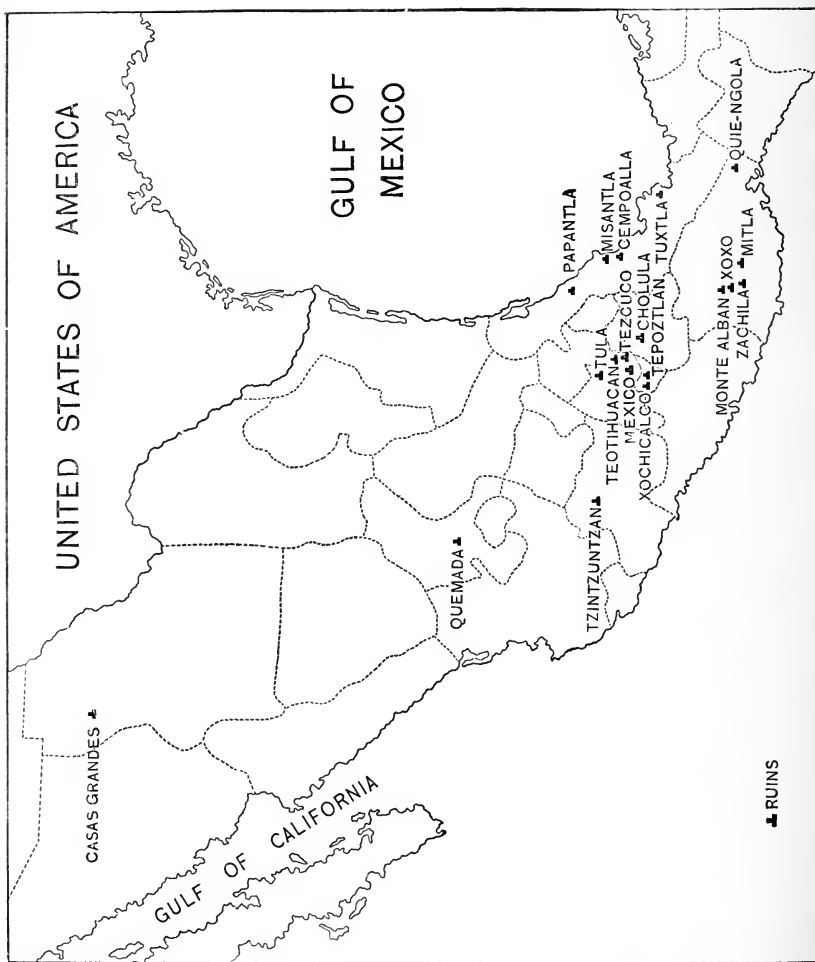 UNITED STATES OF AMERICA
GULF OF
MEXICO
CASAS GRANDES
GULF OF CALIFORNIA
QUEMADA
TZINTZUNTZAN
PAPANTLA
TULA
MISANTLA
CEMPOALLA
TEOTIHUACAN
TEZCUCO
MEXICO
CHOLULA
XOCHICALCO
TEPOZTLAN
TUXTLA
MONTE ALBAN
XOXO
ZACHILA
MITLA
QUIE-NGOLA
RUINS